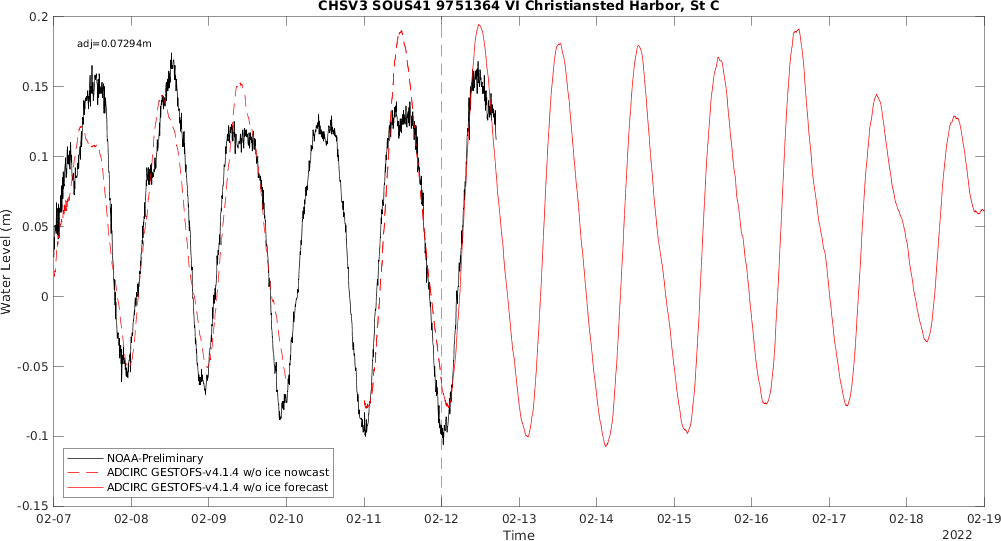 CHSV3 SOUS41 9751364 VI Christiansted Harbor, St C
adj=0.07294m
0.2
0.15
0.1
0.05
0
-0.05
-0.1
-0.15
Water Level (m)
NOAA-Preliminary
ADCIRC GESTOFS-v4.1.4 w/o ice nowcast
ADCIRC GESTOFS-v4.1.4 w/o ice forecast
02-07 02-08 02-09 02-10 02-11 02-12 02-13 02-14 02-15 02-16 02-17 02-18 02-19
Time
2022